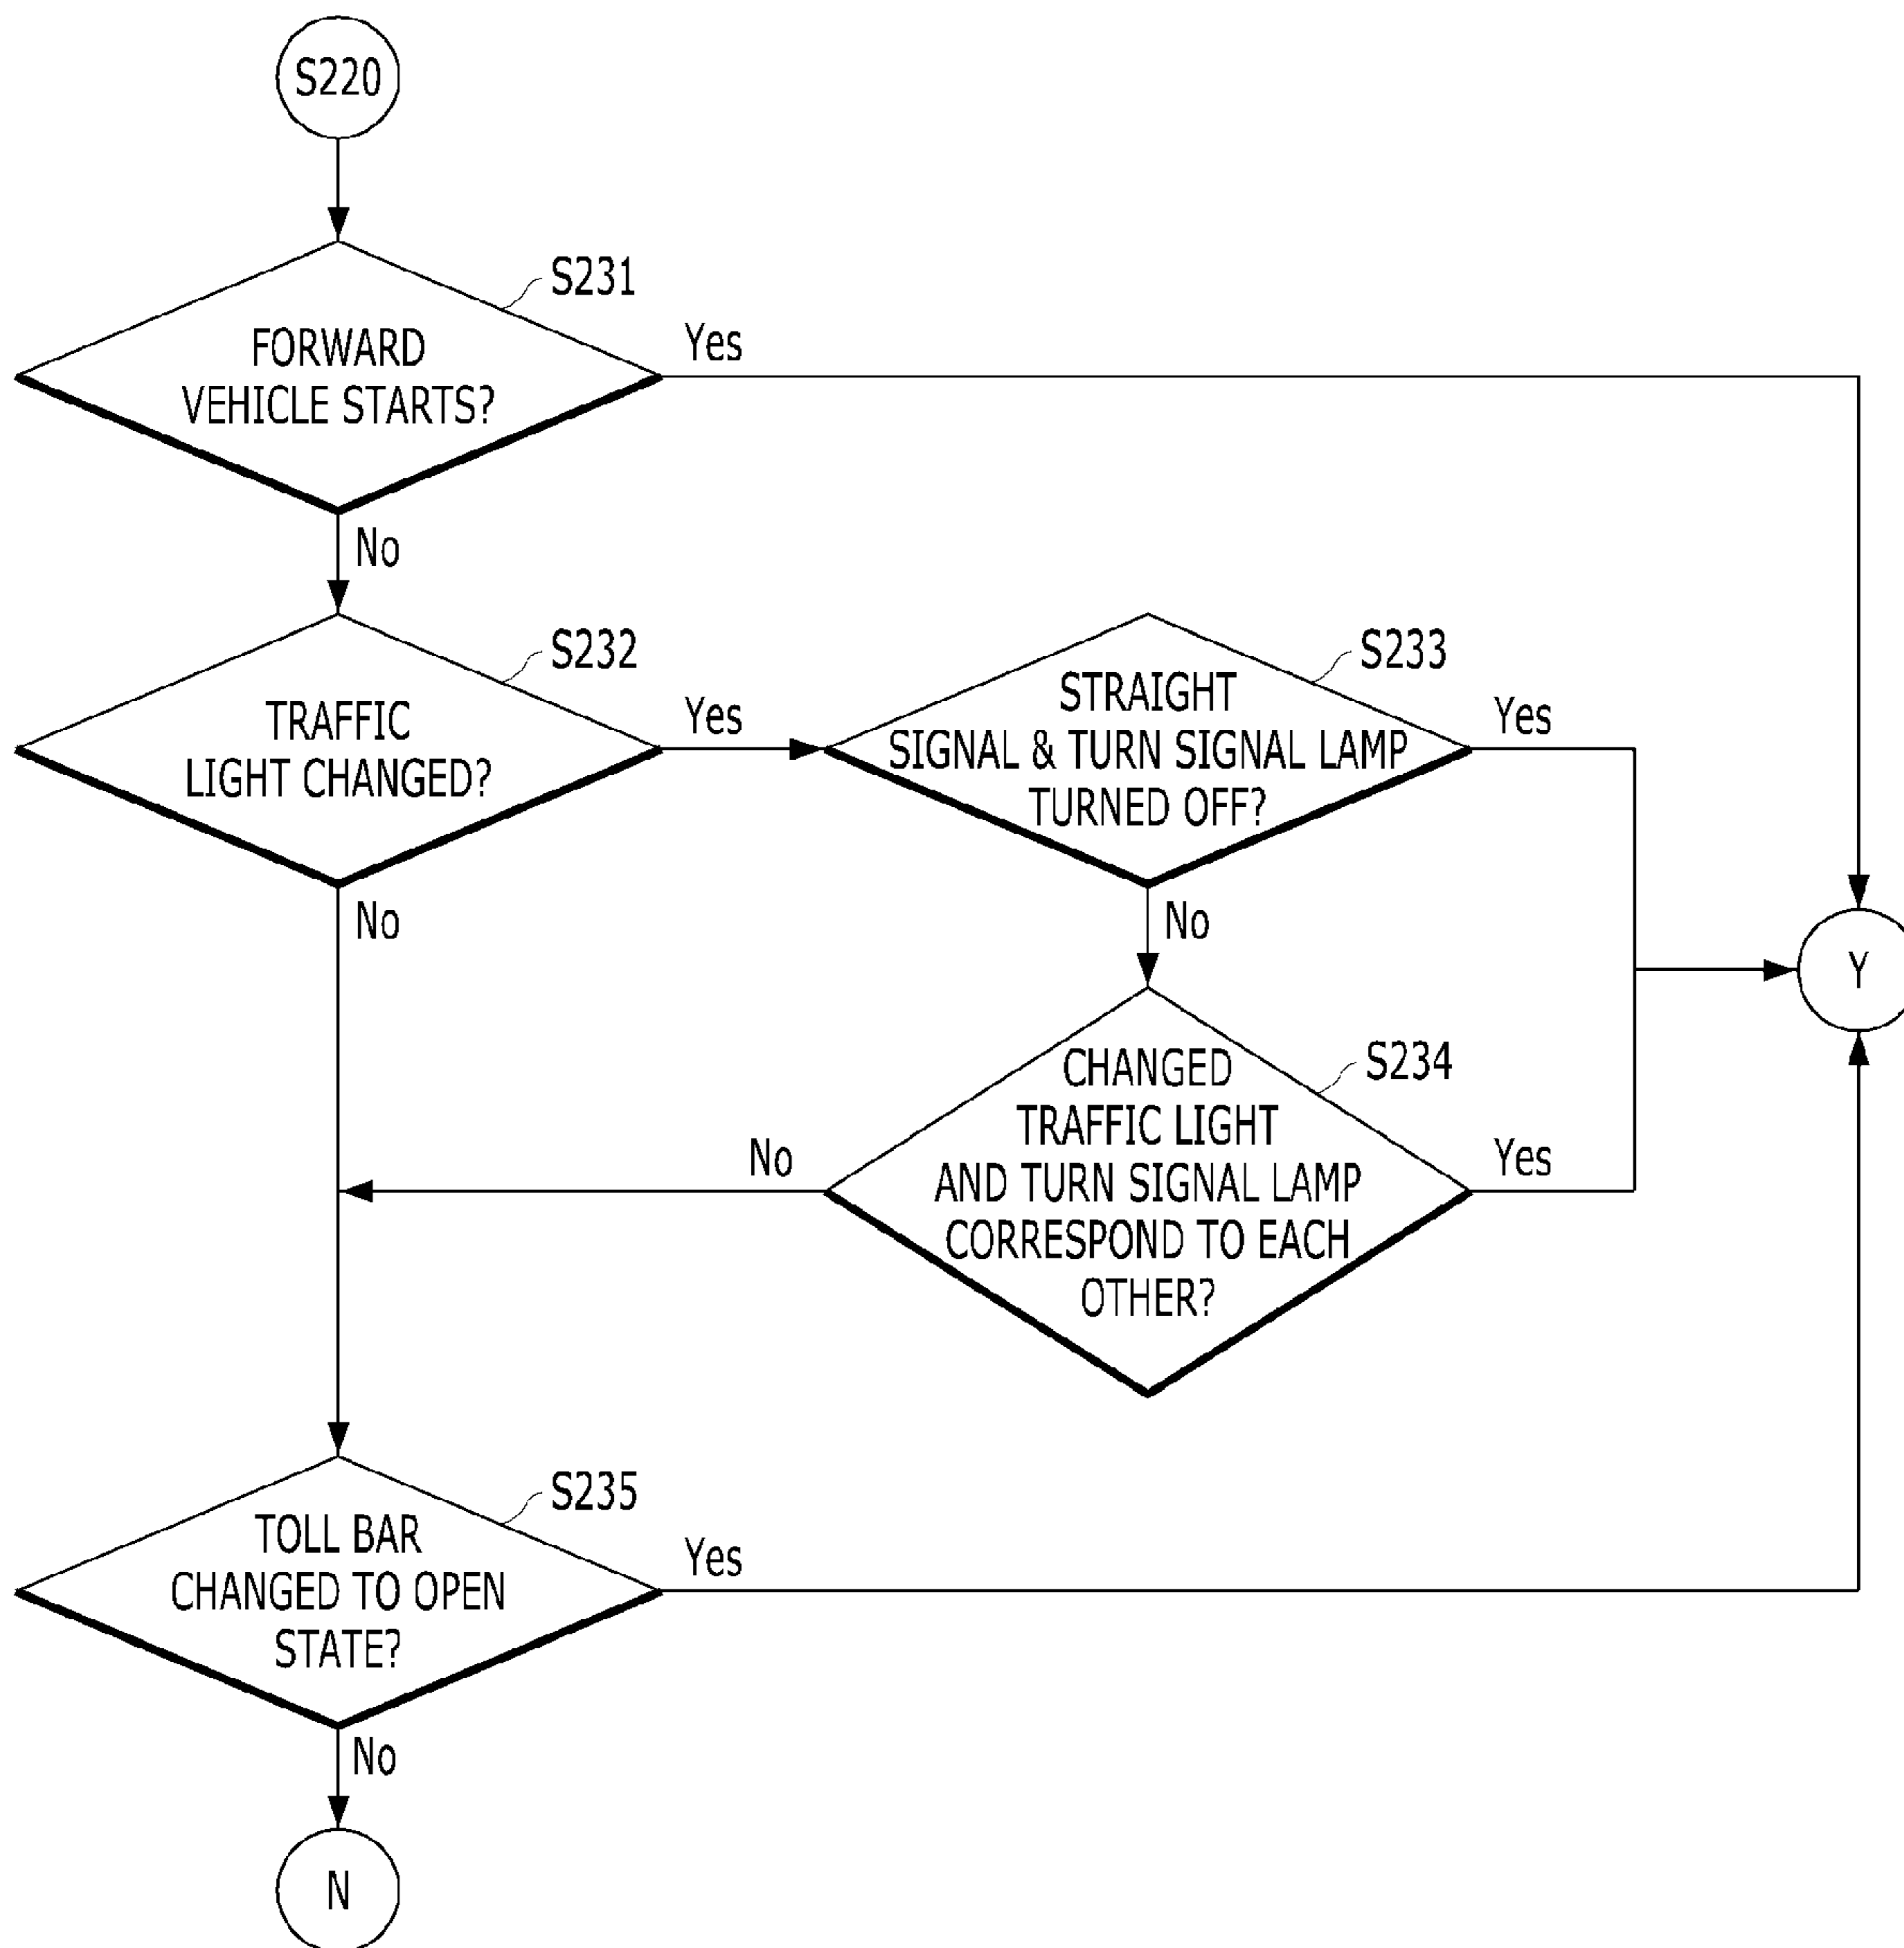 S220
S231
FORWARD
VEHICLE STARTS?
Yes
No
S232
TRAFFIC
LIGHT CHANGED?
Yes
No
S233
STRAIGHT
SIGNAL & TURN SIGNAL LAMP
TURNED OFF?
Yes
No
Y
S234
CHANGED
TRAFFIC LIGHT
AND TURN SIGNAL LAMP
CORRESPOND TO EACH
OTHER?
No
Yes
S235
TOLL BAR
CHANGED TO OPEN
STATE?
Yes
No
N